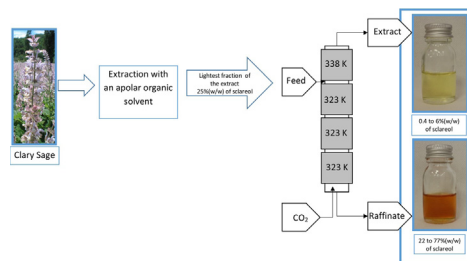 Clary Sage
Extraction with
an apolar organic
solvent
Lightest fraction of
the extract
25%(w/w) of sclareol
Feed
338 K
323 K
323 K
323 K
CO₂
Extract
Raffinate
0.4 to 6%(w/w)
of sclareol
22 to 77%(w/w)
of sclareol